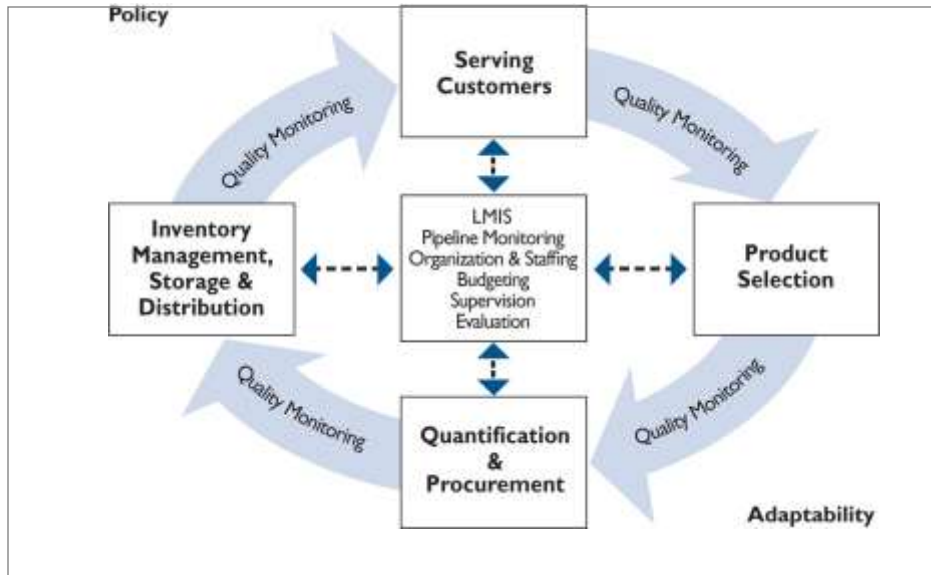 Policy
Serving
Customers
Quality Monitoring
Quality Monitoring
Inventory
Management,
Storage &
Distribution
LMIS
Pipeline Monitoring
Organization & Staffing
Budgeting
Supervision
Evaluation
Product
Selection
Quality Monitoring
Quality Monitoring
Quantification
&
Procurement
Adaptability